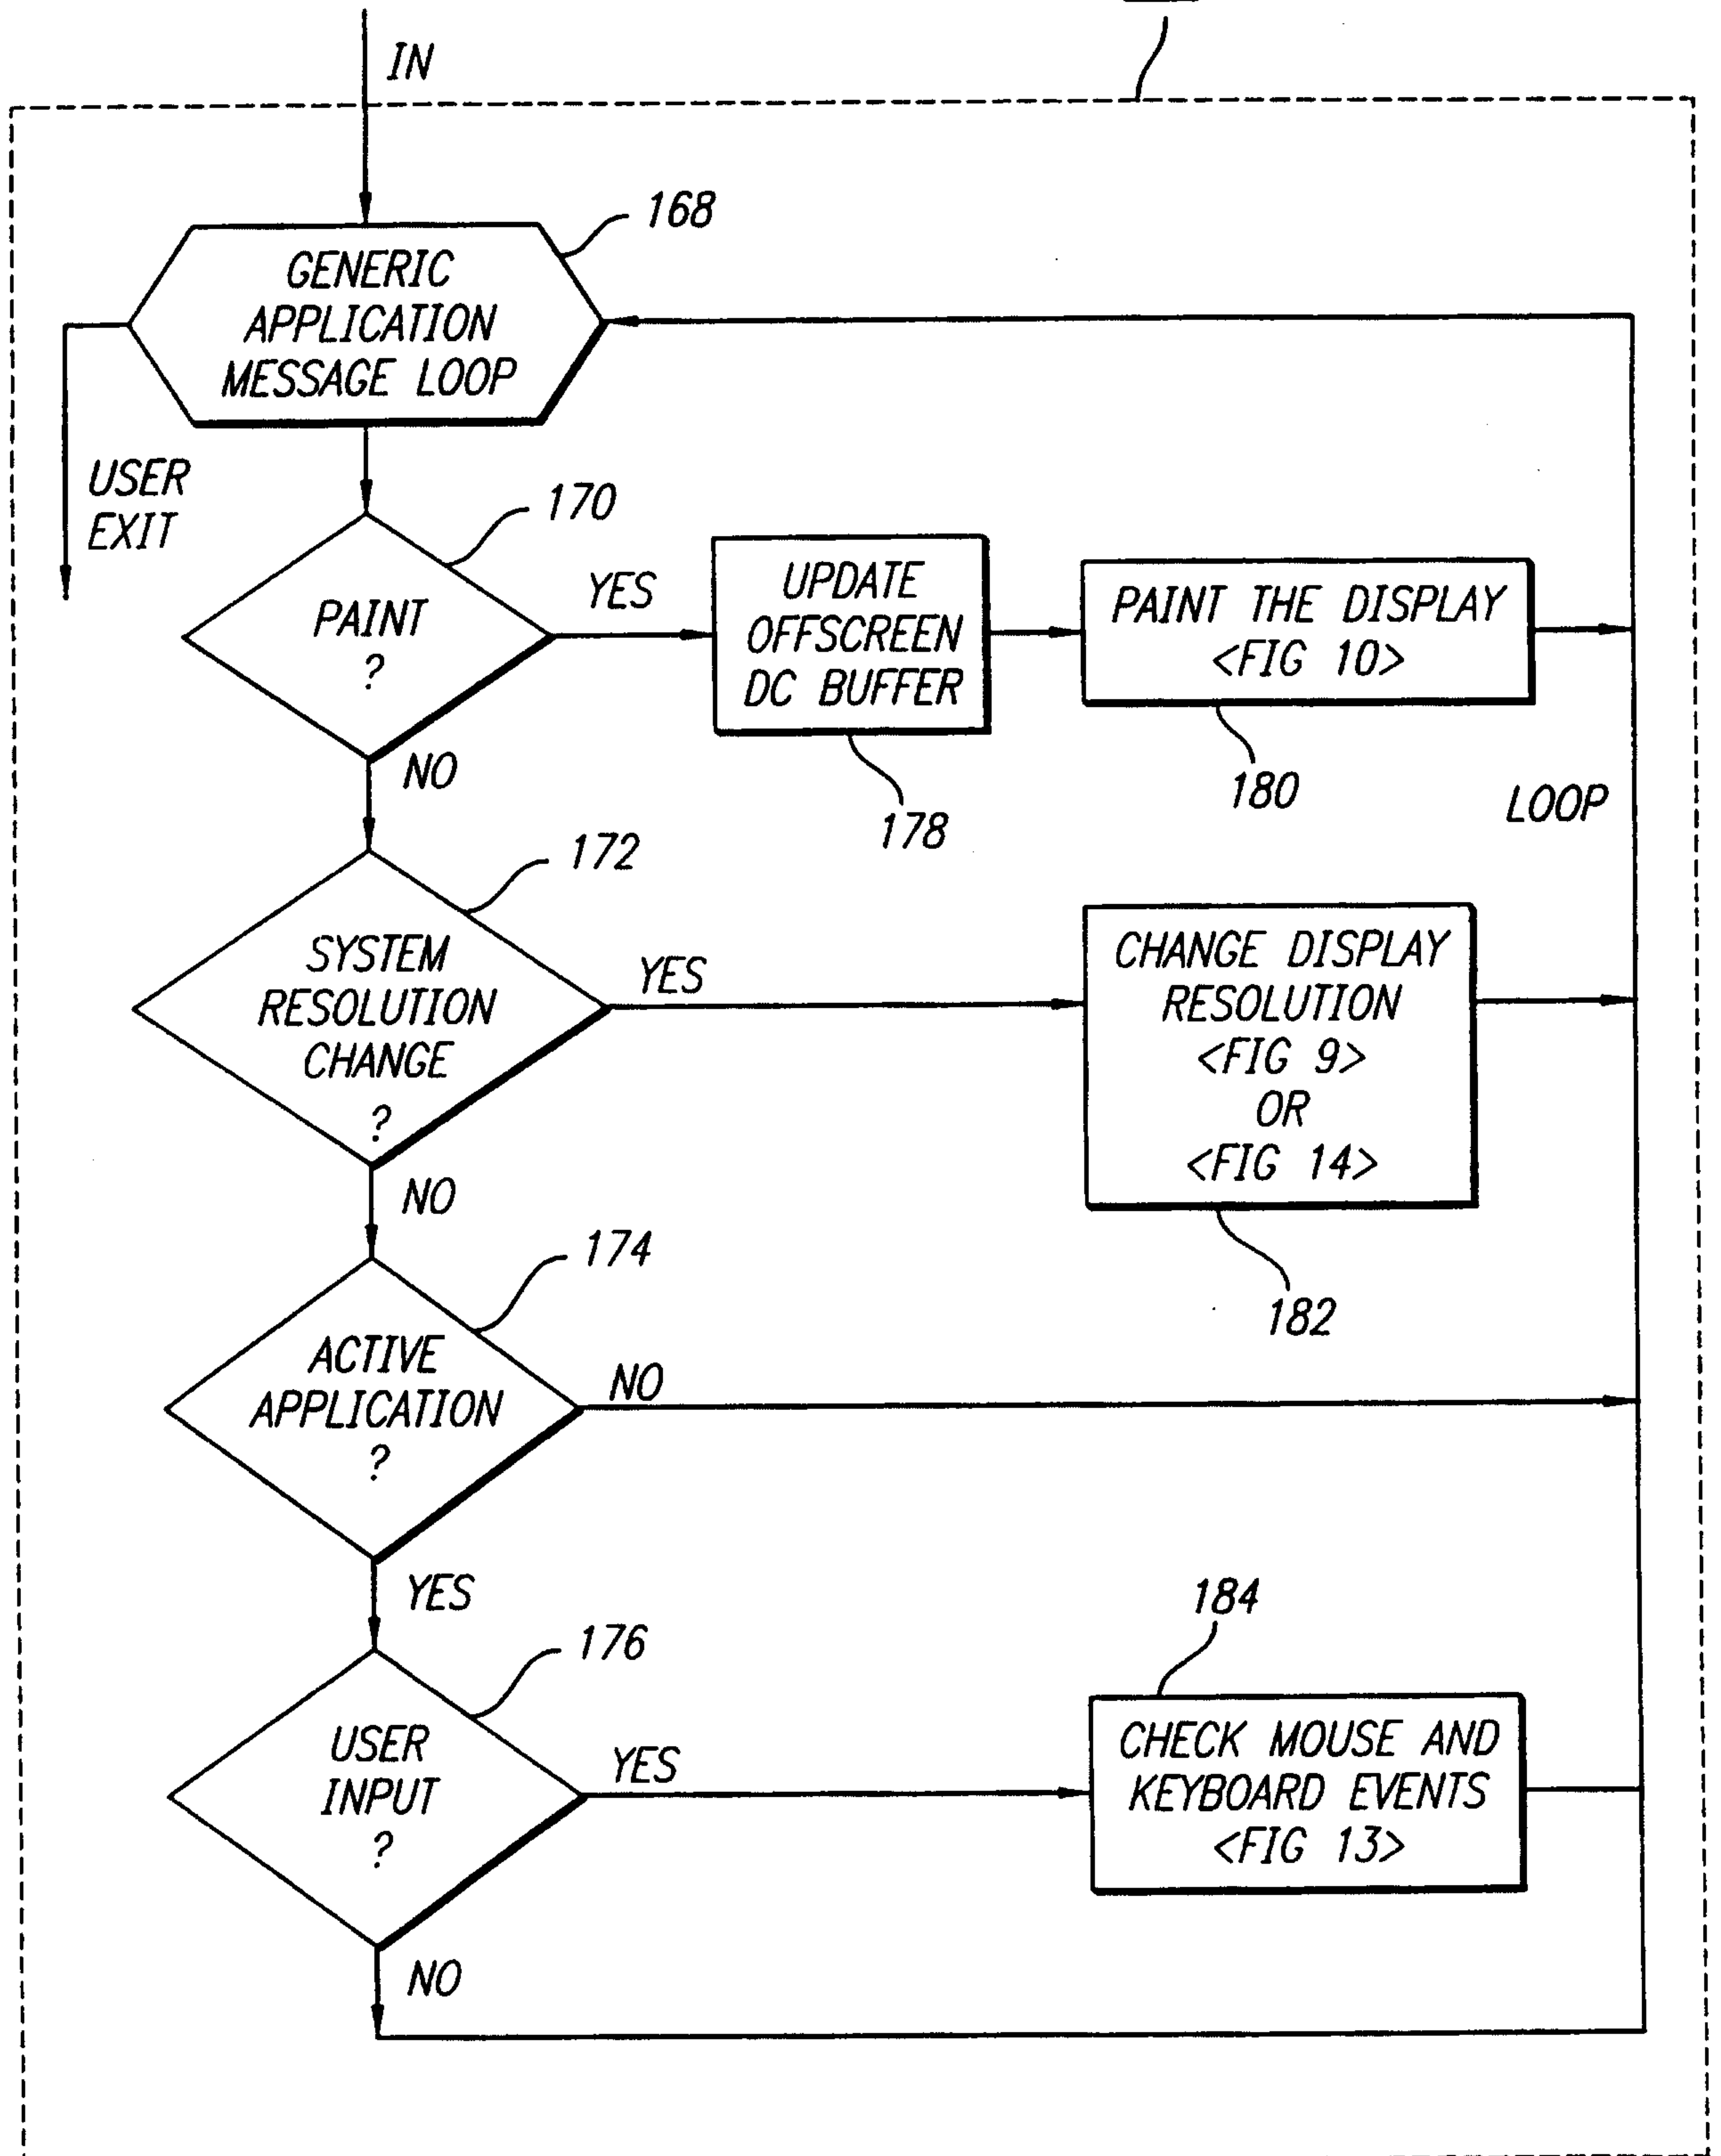 IN
168
GENERIC
APPLICATION
MESSAGE LOOP
USER
EXIT
170
PAINT
?
YES
UPDATE
OFFSCREEN
DC BUFFER
178
PAINT THE DISPLAY
<FIG 10>
180
LOOP
NO
172
SYSTEM
RESOLUTION
CHANGE
?
YES
CHANGE DISPLAY
RESOLUTION
<FIG 9>
OR
<FIG 14>
182
NO
174
ACTIVE
APPLICATION
?
NO
YES
176
USER
INPUT
?
YES
184
CHECK MOUSE AND
KEYBOARD EVENTS
<FIG 13>
NO